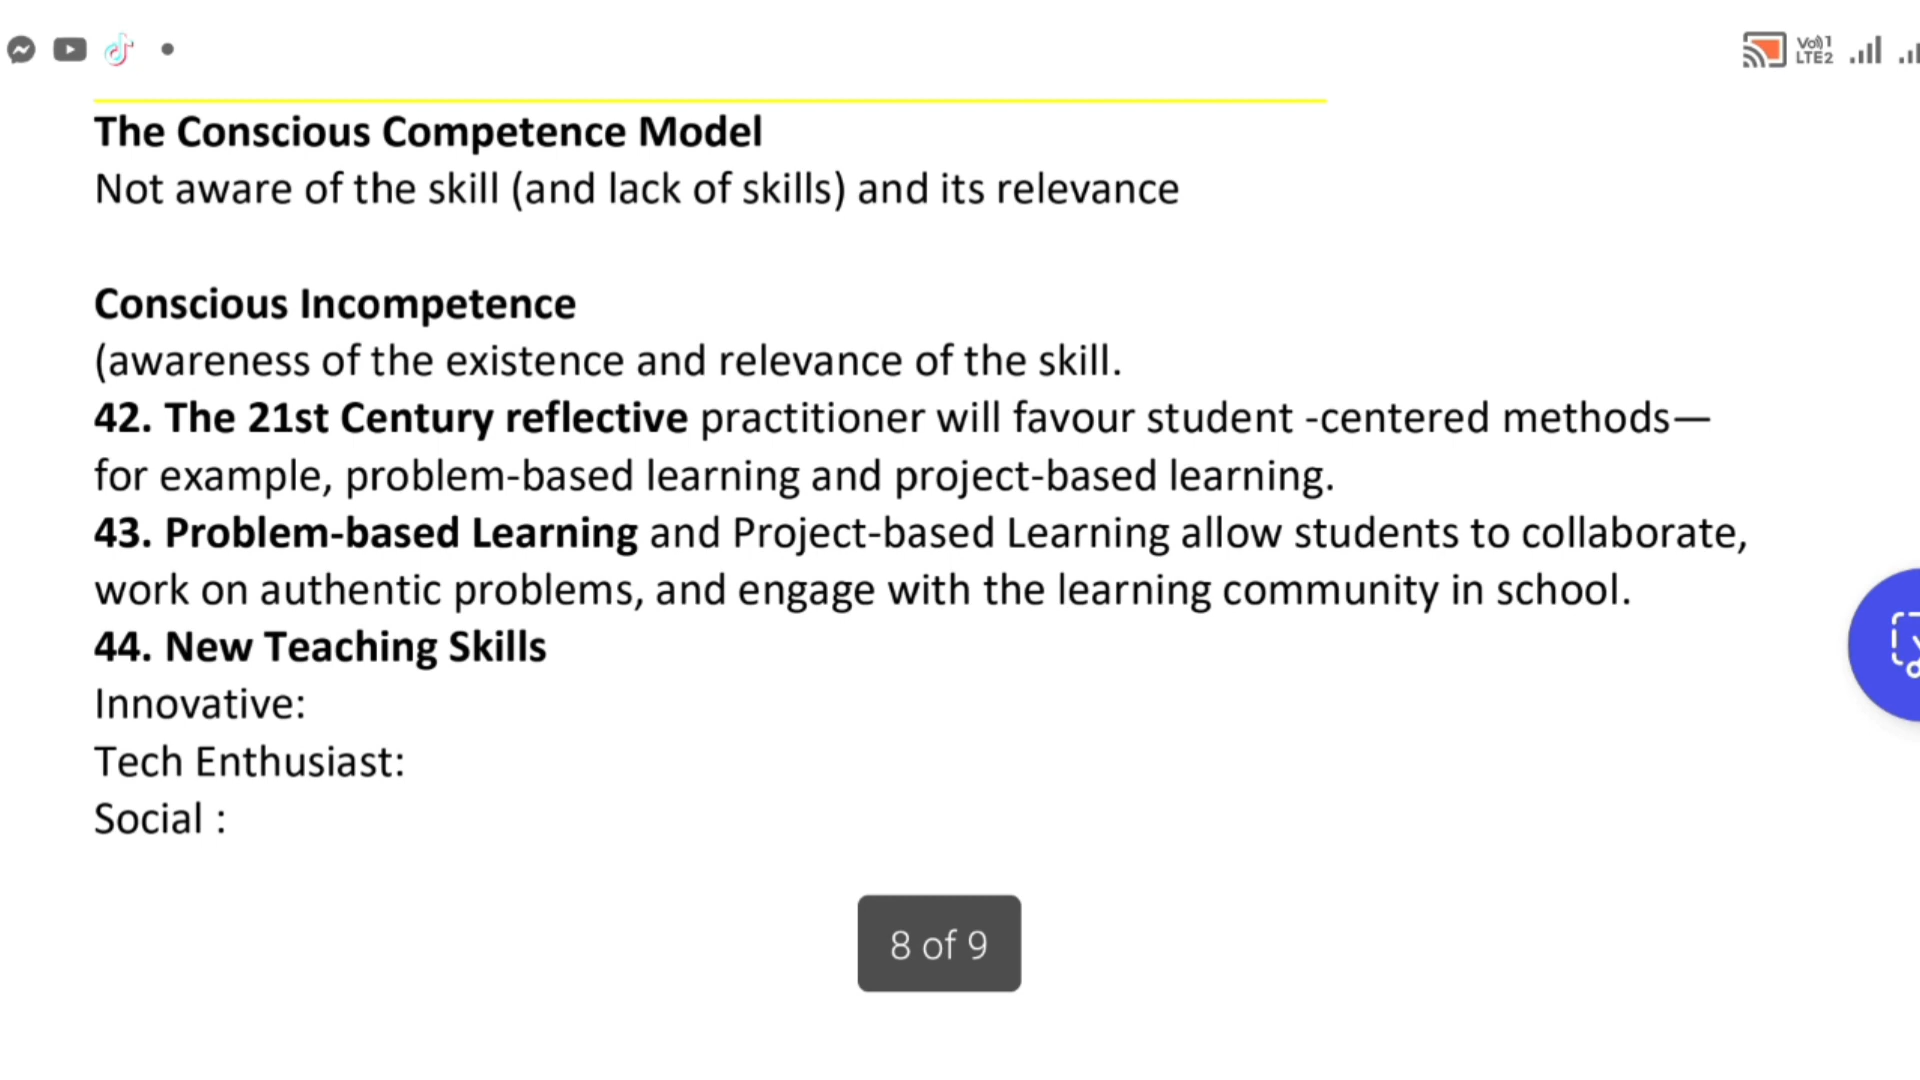 Vo)) 1
LTE2
The Conscious Competence Model
Not aware of the skill (and lack of skills) and its relevance
Conscious Incompetence
(awareness of the existence and relevance of the skill.
42. The 21st Century reflective practitioner will favour student -centered methods—
for example, problem-based learning and project-based learning.
43. Problem-based Learning and Project-based Learning allow students to collaborate,
work on authentic problems, and engage with the learning community in school.
44. New Teaching Skills
Innovative:
Tech Enthusiast:
Social :
8 of 9